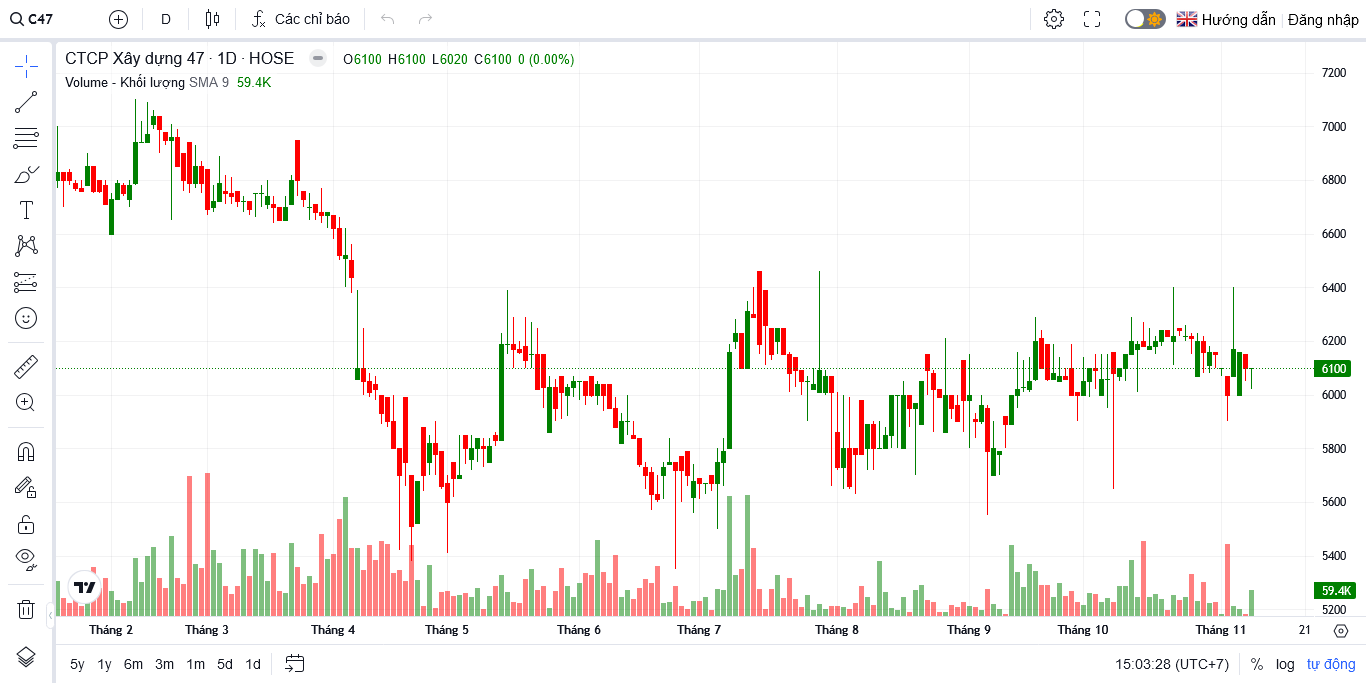 C47 D Các chỉ báo Hướng dẫn Đăng nhập
CTCP Xây dựng 47 · 1D · HOSE O6100 H6100 L6020 C6100 0 (0.00%)
Volume - Khối lượng SMA 9 59.4K
7200
7000
6800
6600
6400
6200
6100
6000
5800
5600
5400
59.4K
5200
Tháng 2 Tháng 3 Tháng 4 Tháng 5 Tháng 6 Tháng 7 Tháng 8 Tháng 9 Tháng 10 Tháng 11 21
5y 1y 6m 3m 1m 5d 1d 15:03:28 (UTC+7) % log tự động